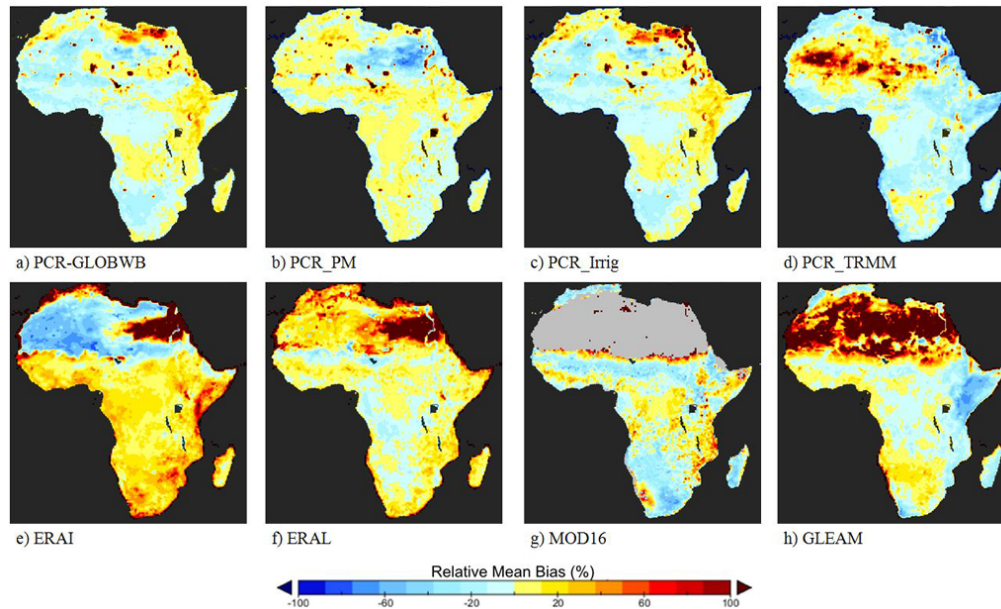 a) PCR-GLOBWB b) PCR_PM c) PCR_Irrig d) PCR_TRMM
e) ERAI f) ERAL g) MOD16 h) GLEAM
Relative Mean Bias (%)
-100 -60 -20 20 60 100